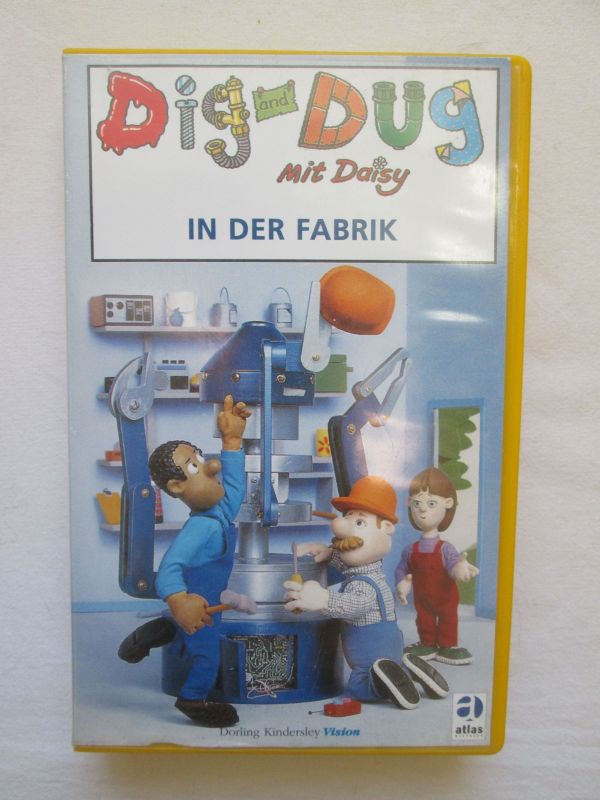 Dig and Dug
Mit Daisy
IN DER FABRIK
Dorling Kindersley Vision
atlas